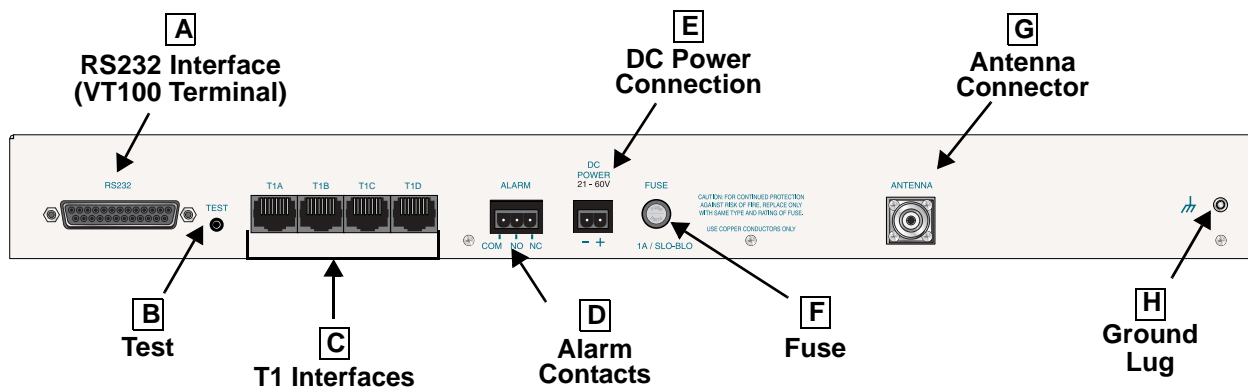 A
RS232 Interface
(VT100 Terminal)
E
DC Power
Connection
G
Antenna
Connector
RS232
TEST
T1A T1B T1C T1D
ALARM
COM NO NC
DC
POWER
21 - 60V
- +
FUSE
1A / SLO-BLO
CAUTION: FOR CONTINUED PROTECTION
AGAINST RISK OF FIRE, REPLACE ONLY
WITH SAME TYPE AND RATING OF FUSE.
USE COPPER CONDUCTORS ONLY
ANTENNA
B
Test
C
T1 Interfaces
D
Alarm
Contacts
F
Fuse
H
Ground
Lug